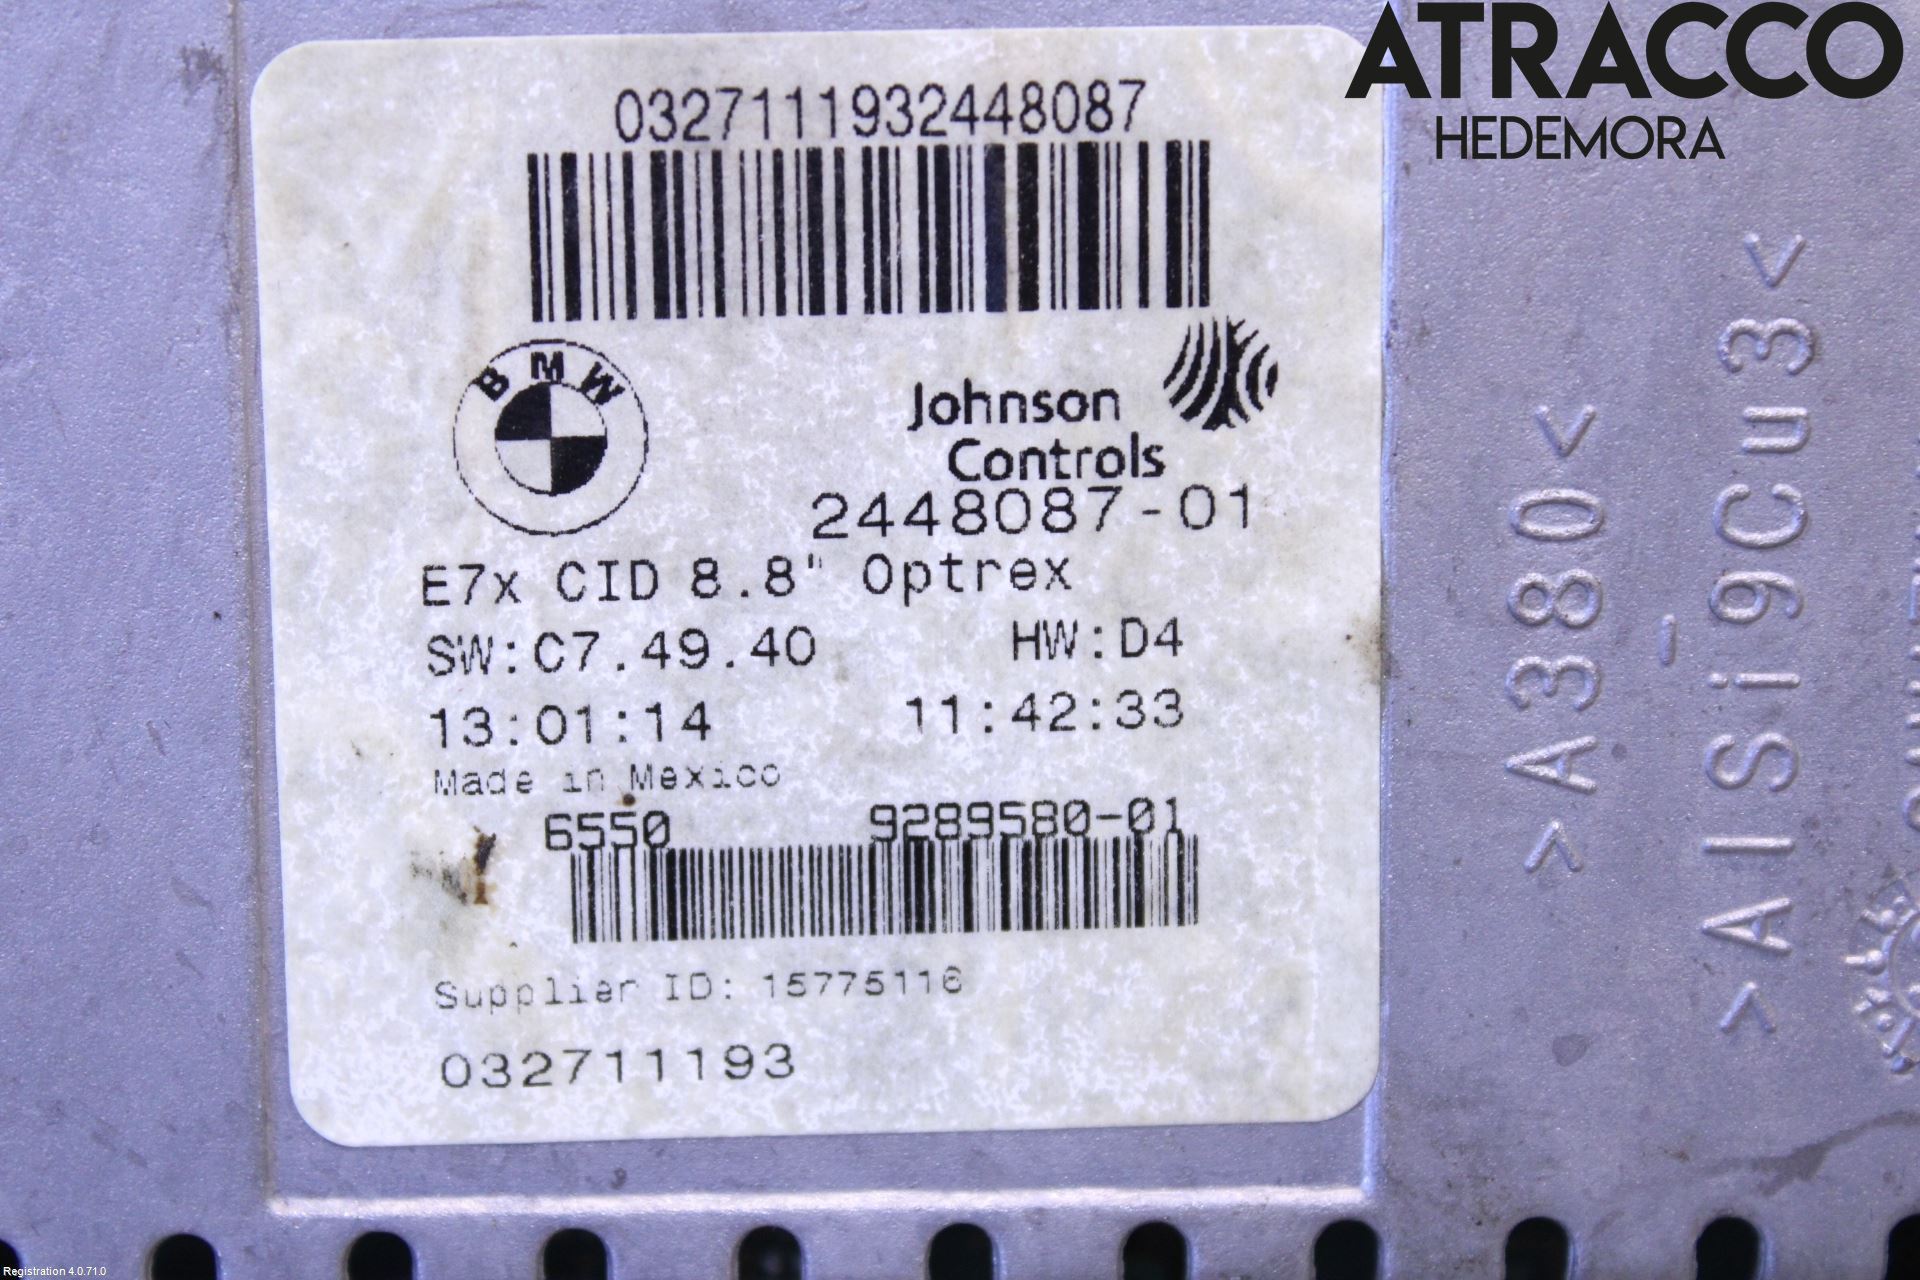 ATRACCO
HEDEMORA
0327111932448087
BMW
Johnson
Controls
2448087-01
E7x CID 8.8" Optrex
SW:C7.49.40 HW:D4
13:01:14 11:42:33
Made in Mexico
6550 9289580-01
Supplier ID: 15775116
032711193
>A380<
>AlSi9Cu3<
Registration 4.0.71.0